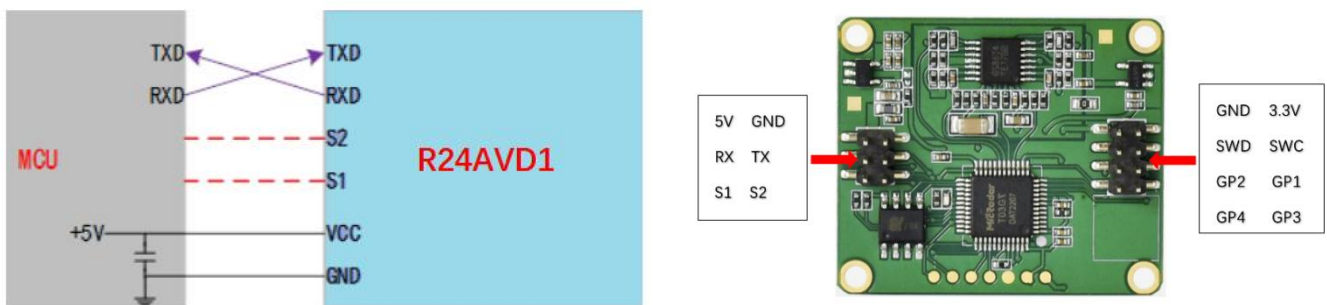 TXD
RXD
MCU
+5V
TXD
RXD
S2
S1
VCC
GND
R24AVD1
5V GND
RX TX
S1 S2
MicRadar
GND 3.3V
SWD SWC
GP2 GP1
GP4 GP3